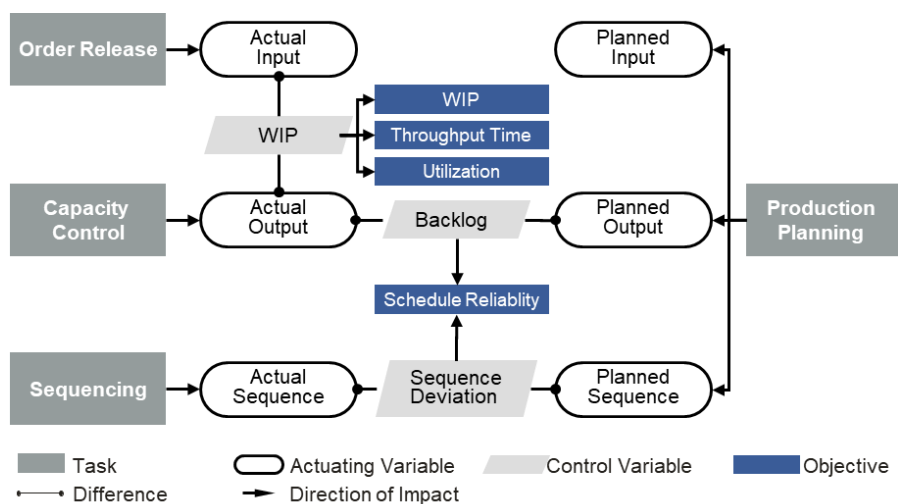 Order Release
Actual
Input
Planned
Input
WIP
WIP
Throughput Time
Utilization
Capacity
Control
Actual
Output
Backlog
Planned
Output
Production
Planning
Schedule Reliablity
Sequencing
Actual
Sequence
Sequence
Deviation
Planned
Sequence
Task
Actuating Variable
Control Variable
Objective
Difference
Direction of Impact